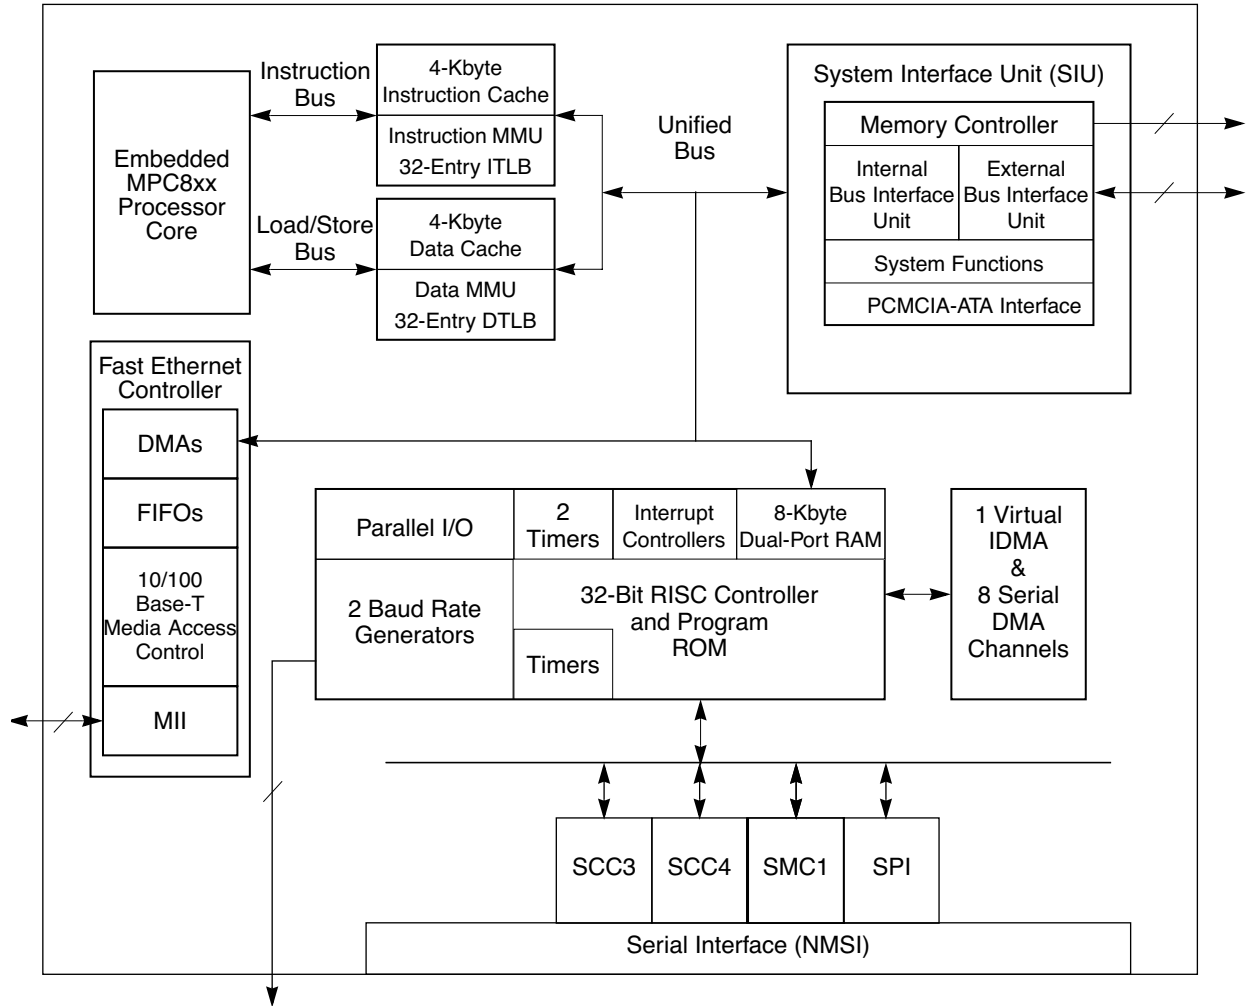 Instruction
Bus
4-Kbyte
Instruction Cache
Instruction MMU
32-Entry ITLB
Embedded
MPC8xx
Processor
Core
Load/Store
Bus
4-Kbyte
Data Cache
Data MMU
32-Entry DTLB
Unified
Bus
System Interface Unit (SIU)
Memory Controller
Internal
Bus Interface
Unit
External
Bus Interface
Unit
System Functions
PCMCIA-ATA Interface
Fast Ethernet
Controller
DMAs
FIFOs
10/100
Base-T
Media Access
Control
MII
Parallel I/O
2
Timers
Interrupt
Controllers
8-Kbyte
Dual-Port RAM
2 Baud Rate
Generators
32-Bit RISC Controller
and Program
ROM
Timers
1 Virtual
IDMA
&
8 Serial
DMA
Channels
SCC3
SCC4
SMC1
SPI
Serial Interface (NMSI)